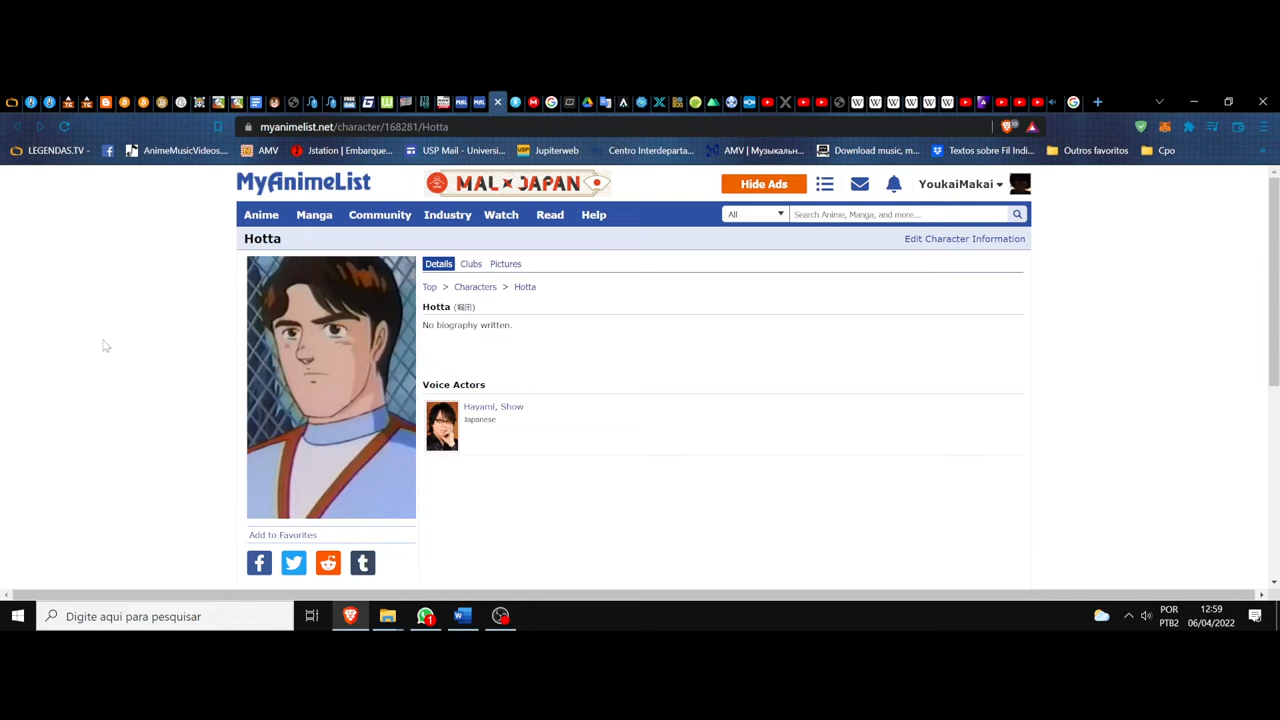 myanimelist.net/character/168281/Hotta
LEGENDAS.TV -
AnimeMusicVideos...
AMV
Jstation | Embarque...
USP Mail - Universi...
Jupiterweb
Centro Interdeparta...
AMV | Музыкальн...
Download music, m...
Textos sobre Fil Indi...
Outros favoritos
Cpo
MyAnimeList
MAL JAPAN
Hide Ads
YoukaiMakai
Anime Manga Community Industry Watch Read Help
All
Search Anime, Manga, and more...
Hotta
Edit Character Information
Details Clubs Pictures
Top > Characters > Hotta
Hotta (堀田)
No biography written.
Voice Actors
Hayami, Show
Japanese
Add to Favorites
Digite aqui para pesquisar
1
POR
PTB2
12:59
06/04/2022